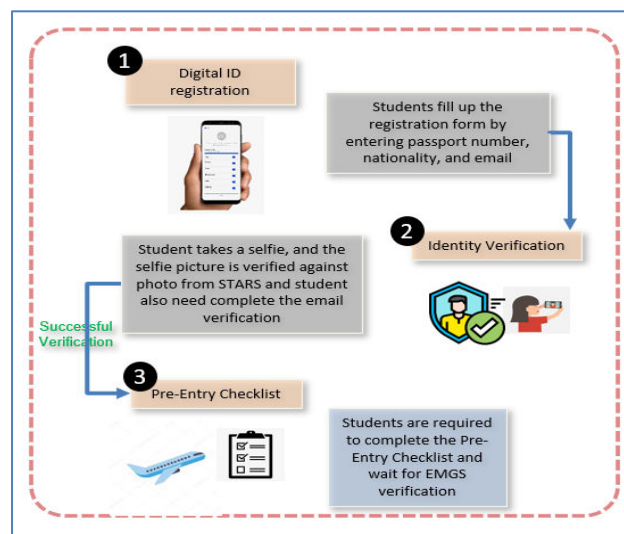 1
Digital ID
registration
Students fill up the
registration form by
entering passport number,
nationality, and email
2
Identity Verification
Student takes a selfie, and the
selfie picture is verified against
photo from STARS and student
also need complete the email
verification
Successful
Verification
3
Pre-Entry Checklist
Students are required
to complete the Pre-
Entry Checklist and
wait for EMGS
verification